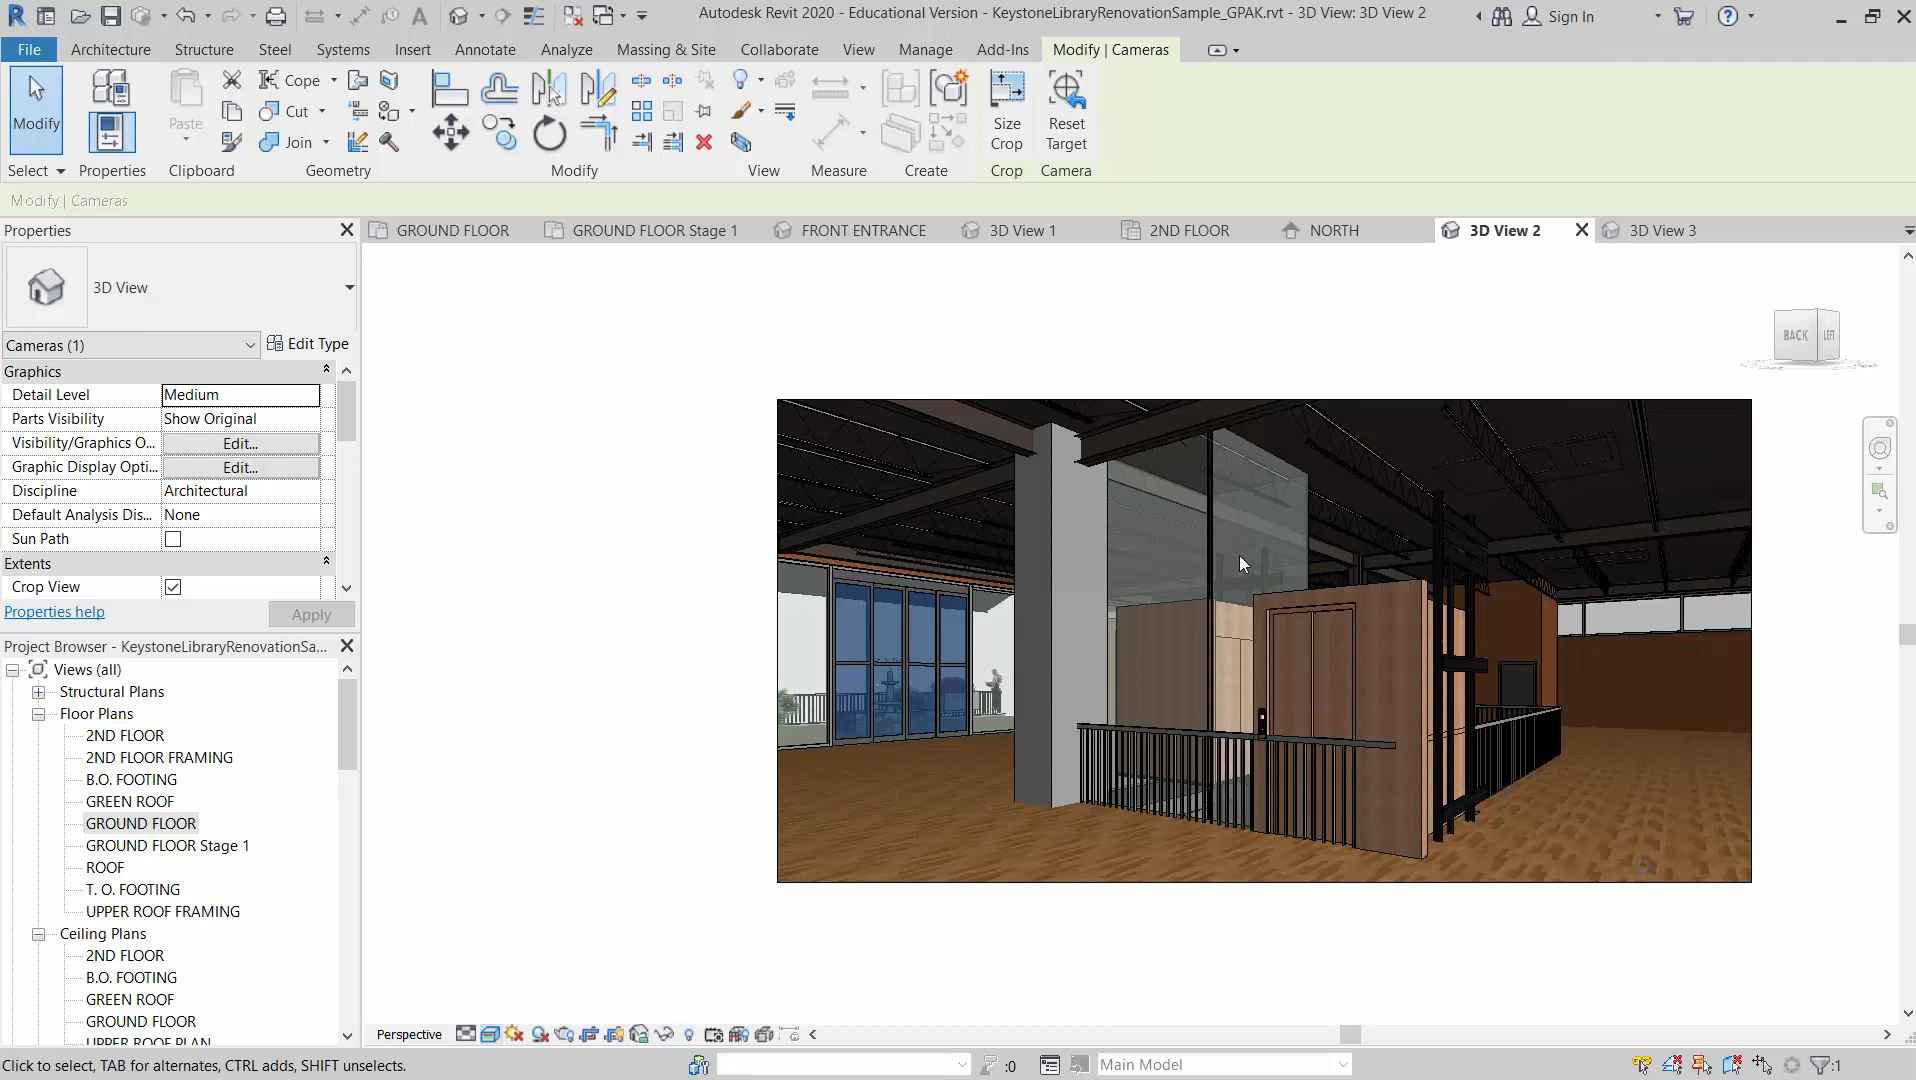 Autodesk Revit 2020 - Educational Version - KeystoneLibraryRenovationSample_GPAK.rvt - 3D View: 3D View 2
Sign In
File Architecture Structure Steel Systems Insert Annotate Analyze Massing & Site Collaborate View Manage Add-Ins Modify | Cameras
Modify
Paste
Cope
Cut
Join
Size Crop
Reset Target
Select Properties Clipboard Geometry Modify View Measure Create Crop Camera
Modify | Cameras
Properties
GROUND FLOOR GROUND FLOOR Stage 1 FRONT ENTRANCE 3D View 1 2ND FLOOR NORTH 3D View 2 3D View 3
3D View
Cameras (1) Edit Type
Graphics
Detail Level Medium
Parts Visibility Show Original
Visibility/Graphics O... Edit...
Graphic Display Opti... Edit...
Discipline Architectural
Default Analysis Dis... None
Sun Path
Extents
Crop View
Properties help Apply
BACK LEFT
Project Browser - KeystoneLibraryRenovationSa...
Views (all)
Structural Plans
Floor Plans
2ND FLOOR
2ND FLOOR FRAMING
B.O. FOOTING
GREEN ROOF
GROUND FLOOR
GROUND FLOOR Stage 1
ROOF
T. O. FOOTING
UPPER ROOF FRAMING
Ceiling Plans
2ND FLOOR
B.O. FOOTING
GREEN ROOF
GROUND FLOOR
UPPER ROOF PLAN
Perspective
Click to select, TAB for alternates, CTRL adds, SHIFT unselects.
:0
Main Model
:1